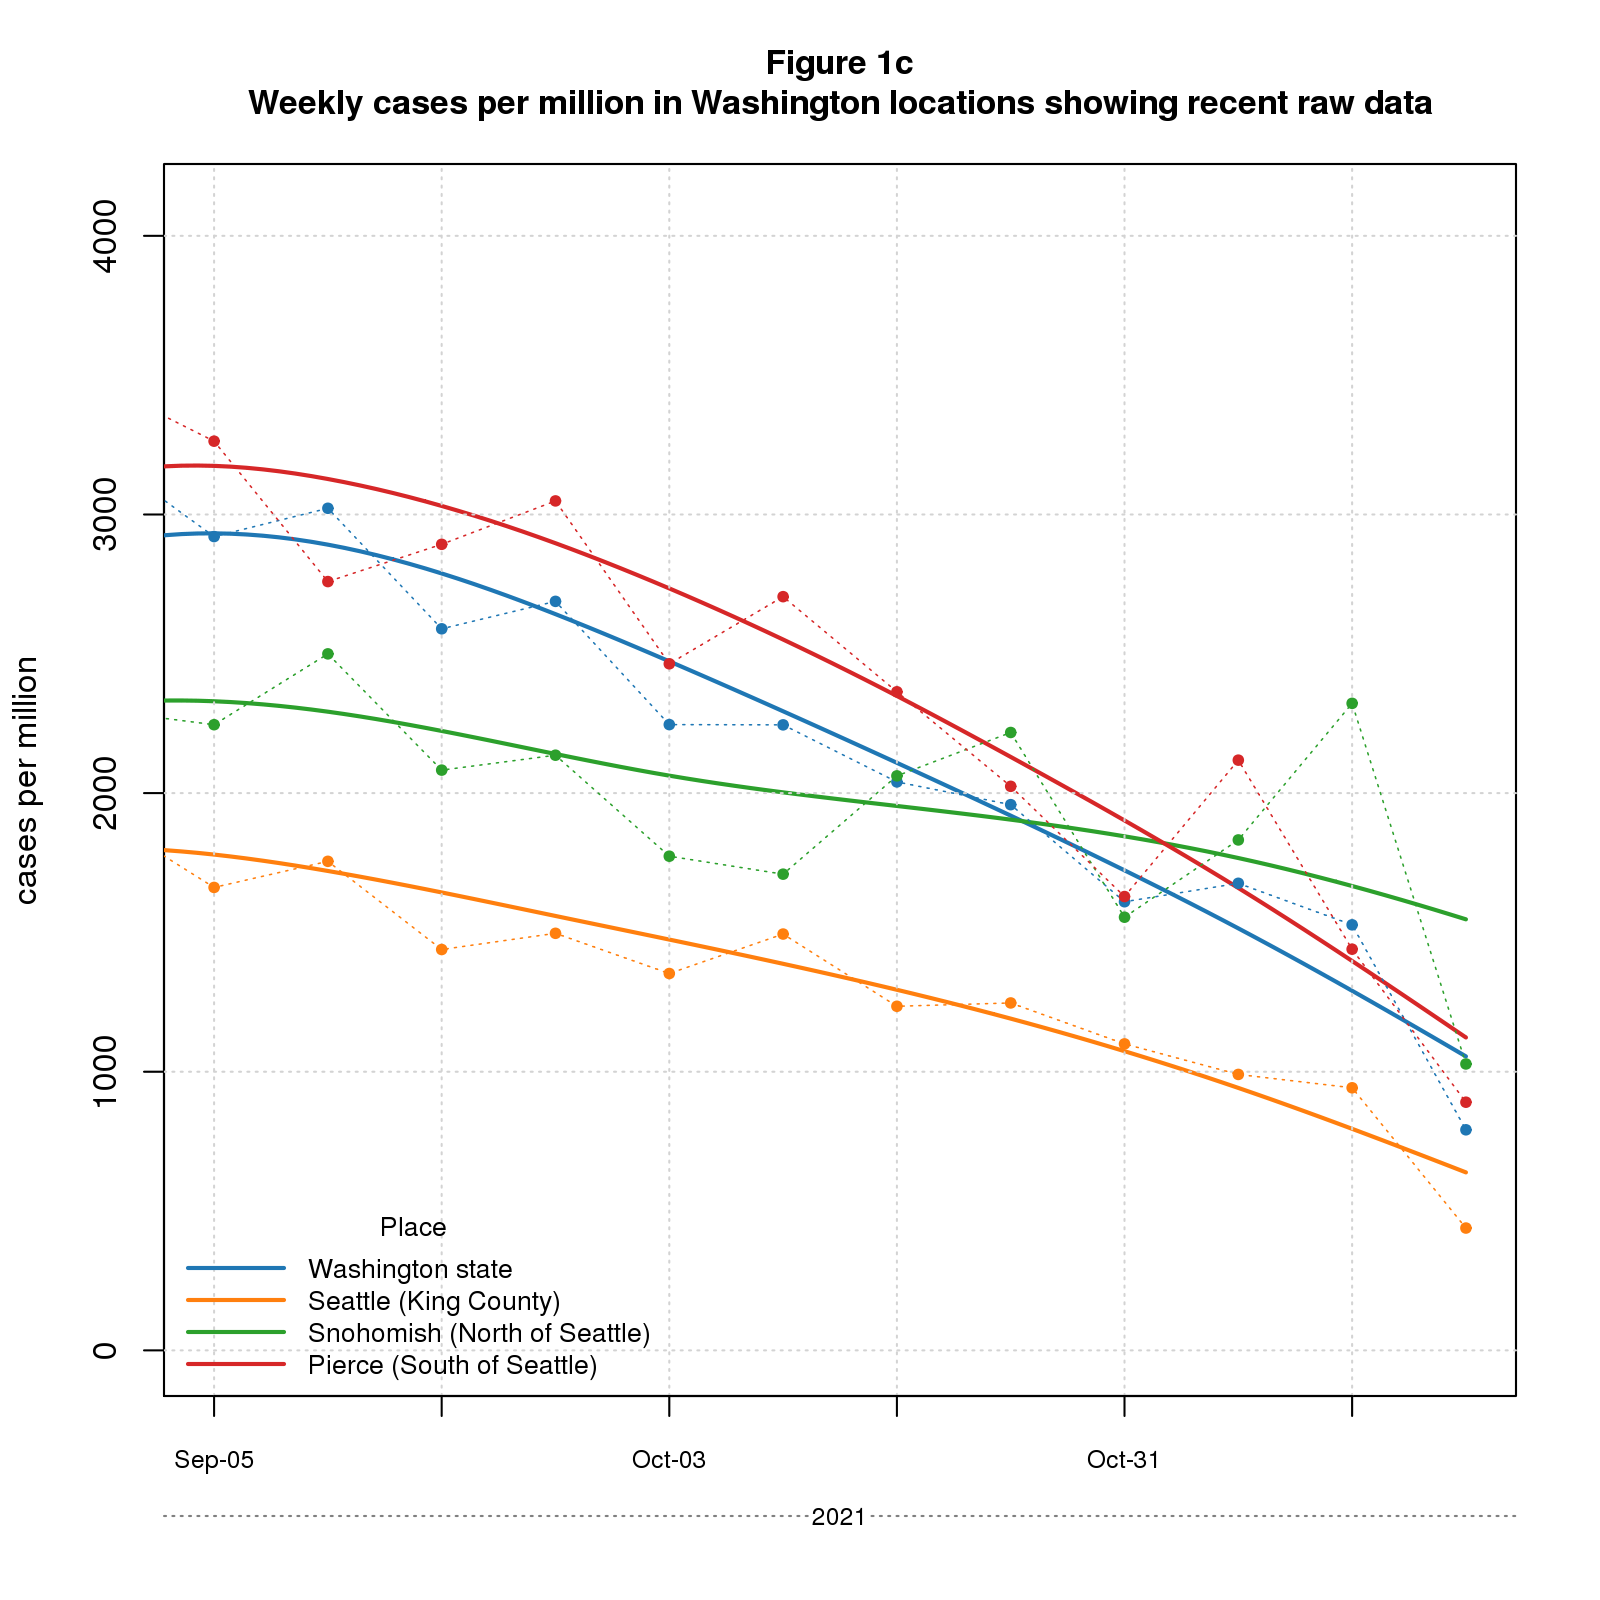 Figure 1c
Weekly cases per million in Washington locations showing recent raw data
cases per million
4000
3000
2000
1000
0
Place
Washington state
Seattle (King County)
Snohomish (North of Seattle)
Pierce (South of Seattle)
Sep-05
Oct-03
Oct-31
2021